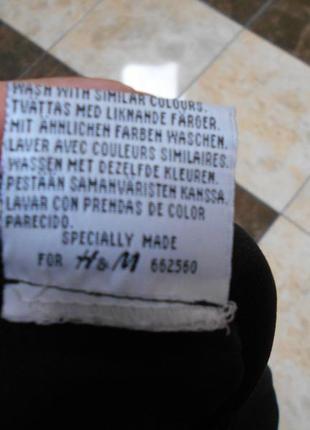 WASH WITH SIMILAR COLOURS.
TVATTAS MED LIKNANDE FÄRGER.
MIT ÄHNLICHEN FARBEN WASCHEN.
LAVER AVEC COULEURS SIMILAIRES.
WASSEN MET DEZELFDE KLEUREN.
PESTÄÄN SAMANVÄRISTEN KANSSA.
LAVAR CON PRENDAS DE COLOR
PARECIDO.
SPECIALLY MADE
FOR H&M 662560